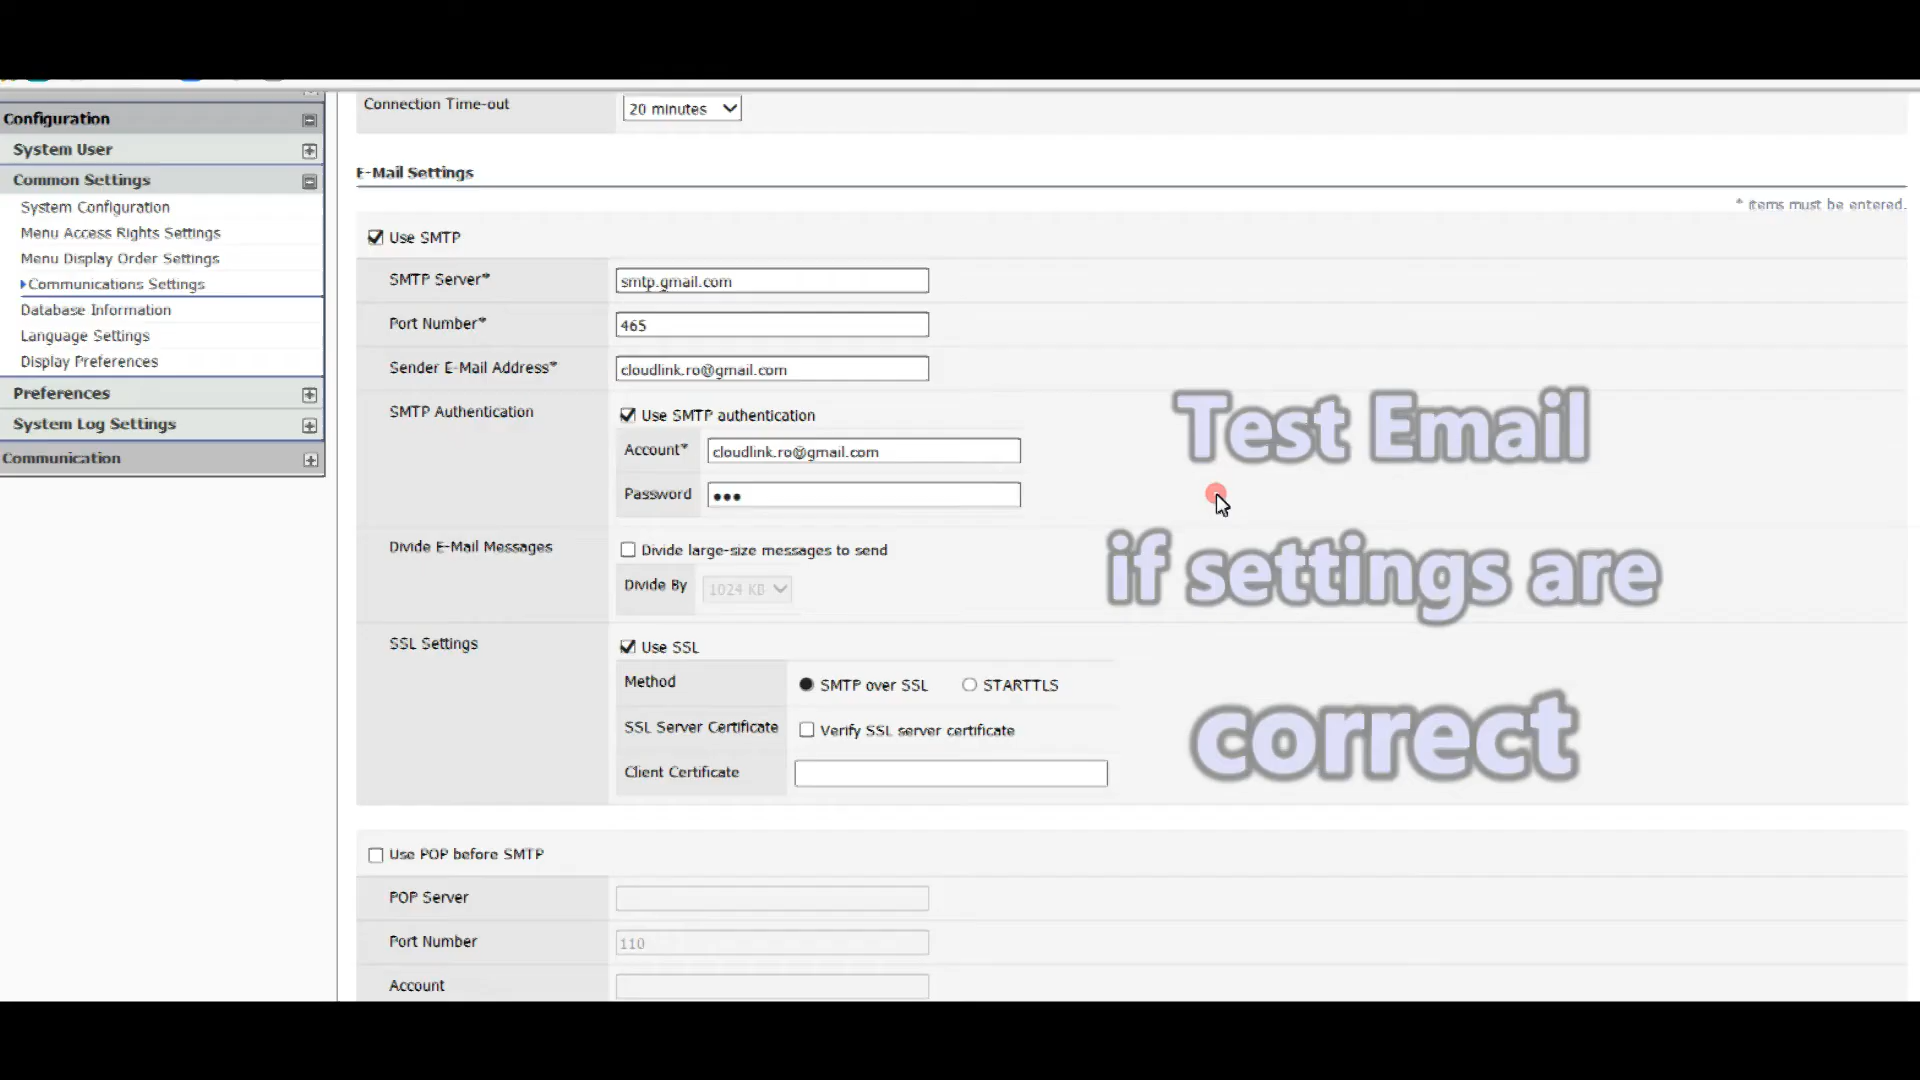 Configuration
System User
Common Settings
System Configuration
Menu Access Rights Settings
Menu Display Order Settings
Communications Settings
Database Information
Language Settings
Display Preferences
Preferences
System Log Settings
Communication
Connection Time-out
20 minutes
E-Mail Settings
* items must be entered.
Use SMTP
SMTP Server*
smtp.gmail.com
Port Number*
465
Sender E-Mail Address*
cloudlink.ro@gmail.com
SMTP Authentication
Use SMTP authentication
Account*
cloudlink.ro@gmail.com
Password
●●●
Divide E-Mail Messages
Divide large-size messages to send
Divide By
1024 KB
SSL Settings
Use SSL
Method
SMTP over SSL
STARTTLS
SSL Server Certificate
Verify SSL server certificate
Client Certificate
Use POP before SMTP
POP Server
Port Number
110
Account
Test Email
if settings are
correct